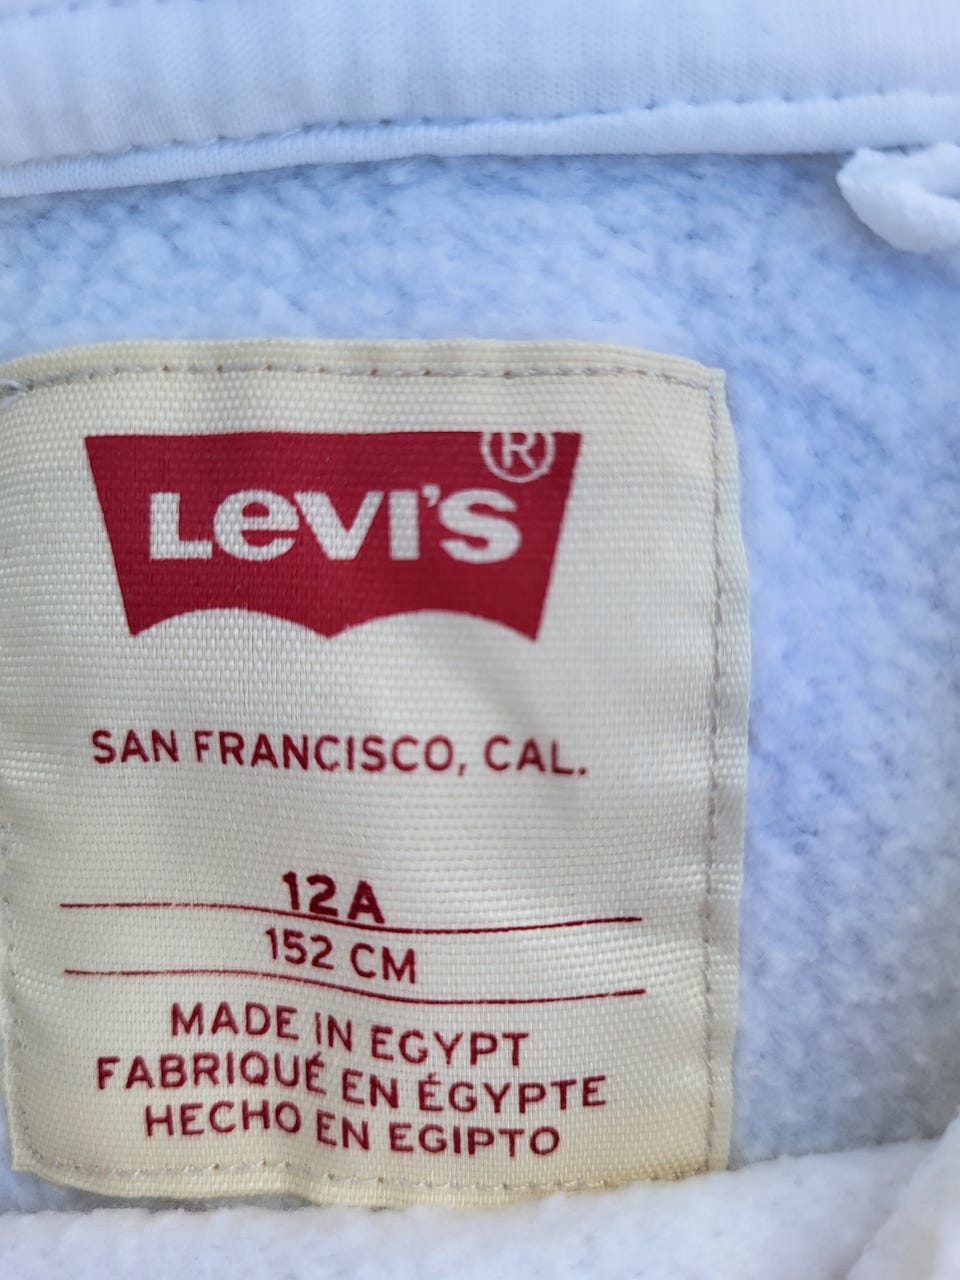 LEVI'S ®
SAN FRANCISCO, CAL.
12A
152 CM
MADE IN EGYPT
FABRIQUÉ EN ÉGYPTE
HECHO EN EGIPTO